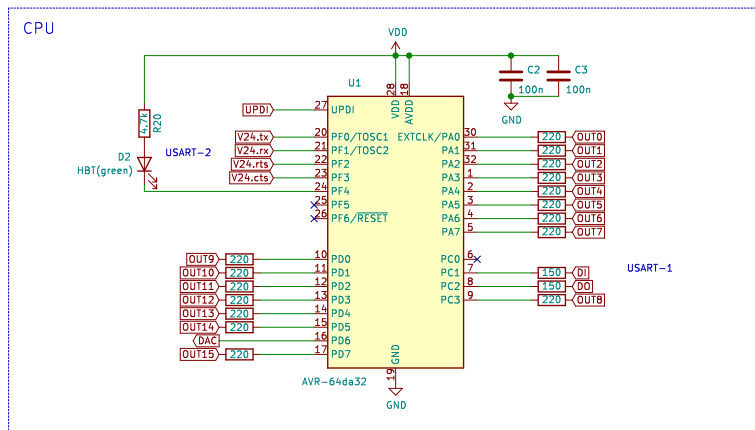 CPU
VDD
U1
C2
C3
100n
100n
GND
28
18
VDD
AVDD
UPDI
27
UPDI
4.7k
R20
D2
HBT(green)
USART-2
V24.tx
20
PF0/TOSC1
V24.rx
21
PF1/TOSC2
V24.rts
22
PF2
V24.cts
23
PF3
24
PF4
25
PF5
26
PF6/RESET
EXTCLK/PA0
30
220
OUT0
PA1
31
220
OUT1
PA2
32
220
OUT2
PA3
1
220
OUT3
PA4
2
220
OUT4
PA5
3
220
OUT5
PA6
4
220
OUT6
PA7
5
220
OUT7
OUT9
220
10
PD0
OUT10
220
11
PD1
OUT11
220
12
PD2
OUT12
220
13
PD3
OUT13
220
14
PD4
OUT14
220
15
PD5
DAC
16
PD6
OUT15
220
17
PD7
PC0
6
PC1
7
150
DI
PC2
8
150
DO
PC3
9
220
OUT8
USART-1
GND
19
AVR-64da32
GND